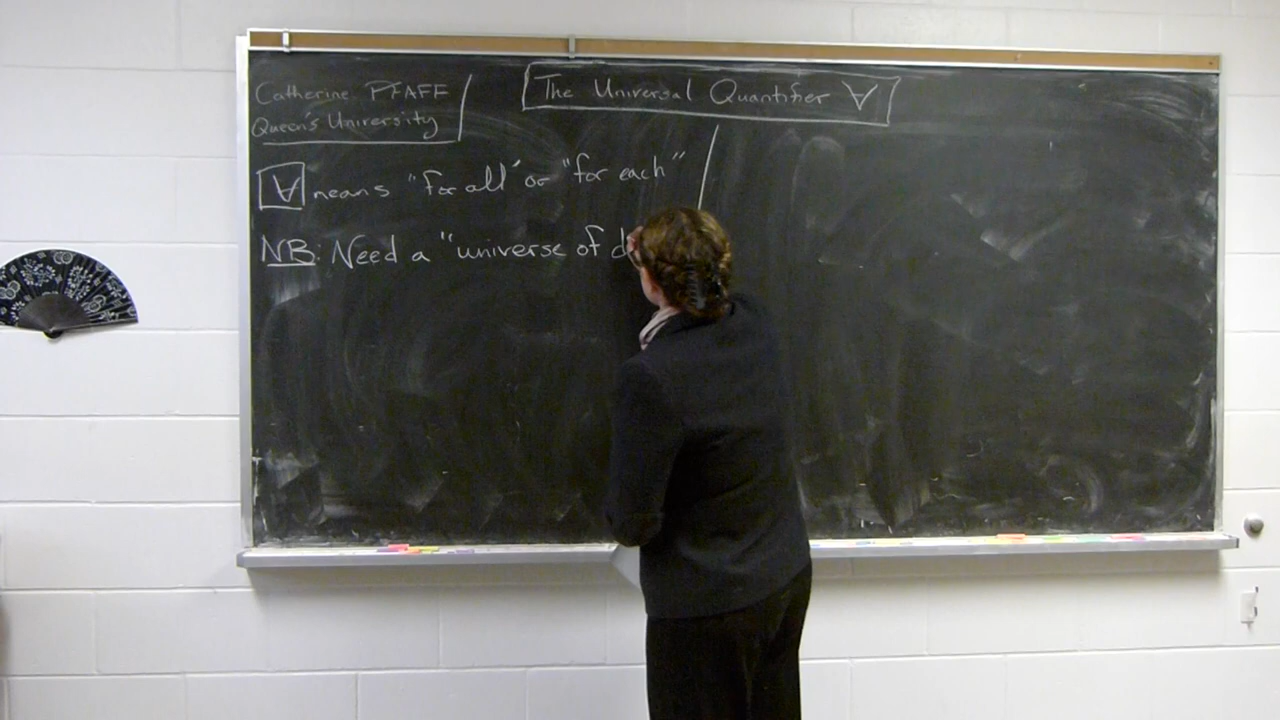 Catherine PFAFF
Queen's University
The Universal Quantifier ∀
∀ means "for all" or "for each"
NB: Need a "universe of d